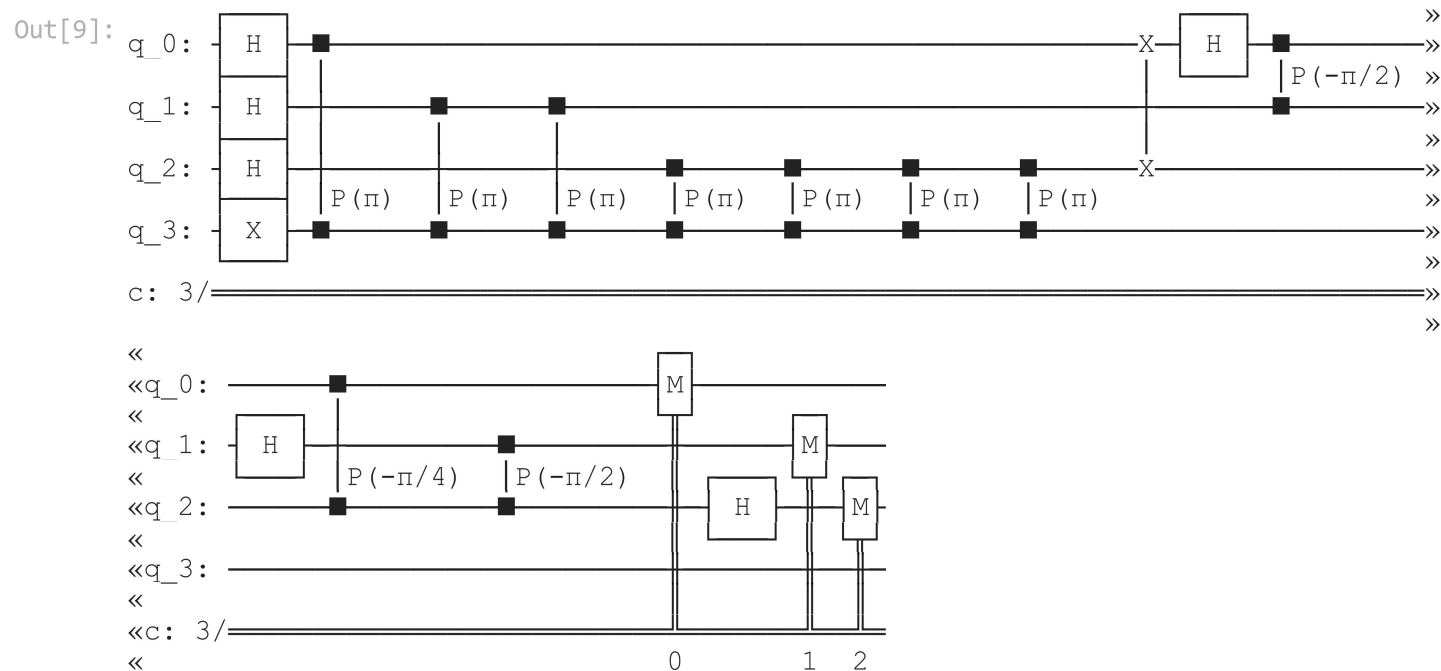 Out[9]:
»
q_0: H X H »
P(-π/2) »
q_1: H »
»
q_2: H X »
P(π) P(π) P(π) P(π) P(π) P(π) P(π) »
q_3: X »
»
c: 3/ »
»
«
«q_0: M
«
«q_1: H M
« P(-π/4) P(-π/2)
«q_2: H M
«
«q_3:
«
«c: 3/
« 0 1 2